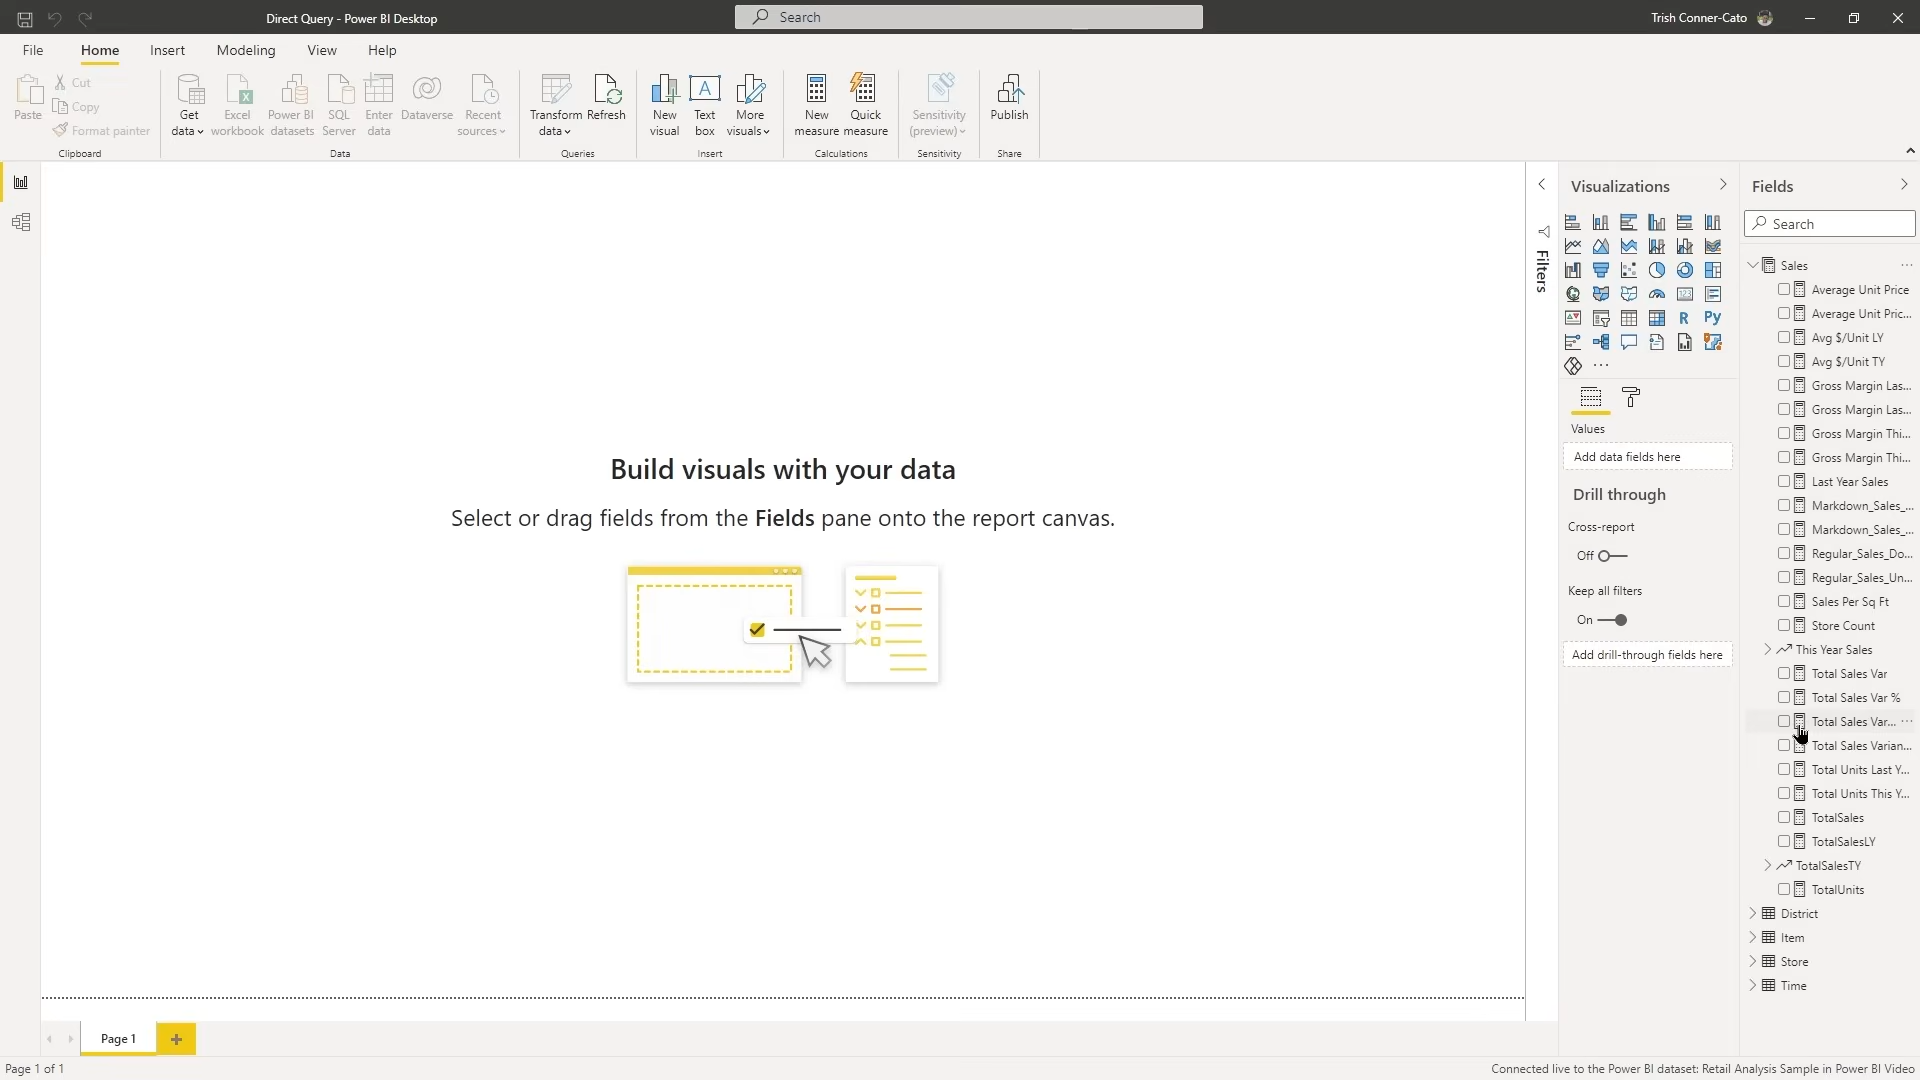 Direct Query - Power BI Desktop
Search
Trish Conner-Cato
File
Home
Insert
Modeling
View
Help
Paste
Cut
Copy
Format painter
Clipboard
Get data
Excel workbook
Power BI datasets
SQL Server
Enter data
Dataverse
Recent sources
Data
Transform data
Refresh
Queries
New visual
Text box
More visuals
Insert
New measure
Quick measure
Calculations
Sensitivity (preview)
Sensitivity
Publish
Share
Build visuals with your data
Select or drag fields from the Fields pane onto the report canvas.
Filters
Visualizations
R
Py
Values
Add data fields here
Drill through
Cross-report
Off
Keep all filters
On
Add drill-through fields here
Fields
Search
Sales
Average Unit Price
Average Unit Pric...
Avg $/Unit LY
Avg $/Unit TY
Gross Margin Las...
Gross Margin Las...
Gross Margin Thi...
Gross Margin Thi...
Last Year Sales
Markdown_Sales_...
Markdown_Sales_...
Regular_Sales_Do...
Regular_Sales_Un...
Sales Per Sq Ft
Store Count
This Year Sales
Total Sales Var
Total Sales Var %
Total Sales Var...
Total Sales Varian...
Total Units Last Y...
Total Units This Y...
TotalSales
TotalSalesLY
TotalSalesTY
TotalUnits
District
Item
Store
Time
Page 1
Page 1 of 1
Connected live to the Power BI dataset: Retail Analysis Sample in Power BI Video